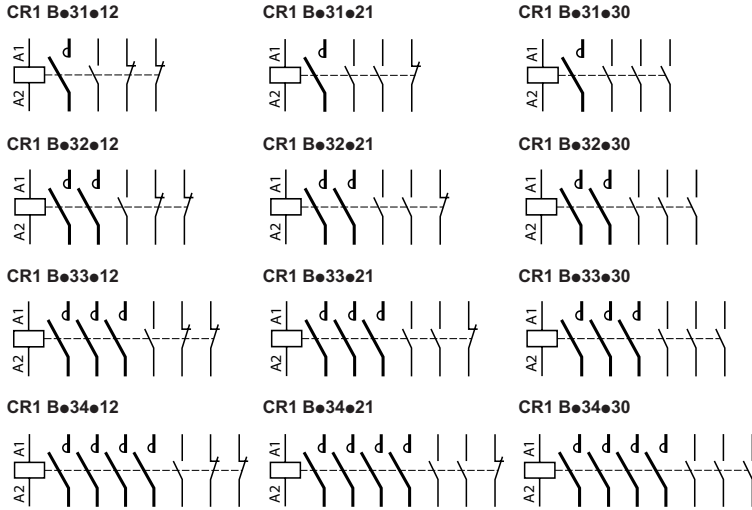 CR1 B●31●12 CR1 B●31●21 CR1 B●31●30
A1 A1 A1
A2 A2 A2
CR1 B●32●12 CR1 B●32●21 CR1 B●32●30
A1 A1 A1
A2 A2 A2
CR1 B●33●12 CR1 B●33●21 CR1 B●33●30
A1 A1 A1
A2 A2 A2
CR1 B●34●12 CR1 B●34●21 CR1 B●34●30
A1 A1 A1
A2 A2 A2